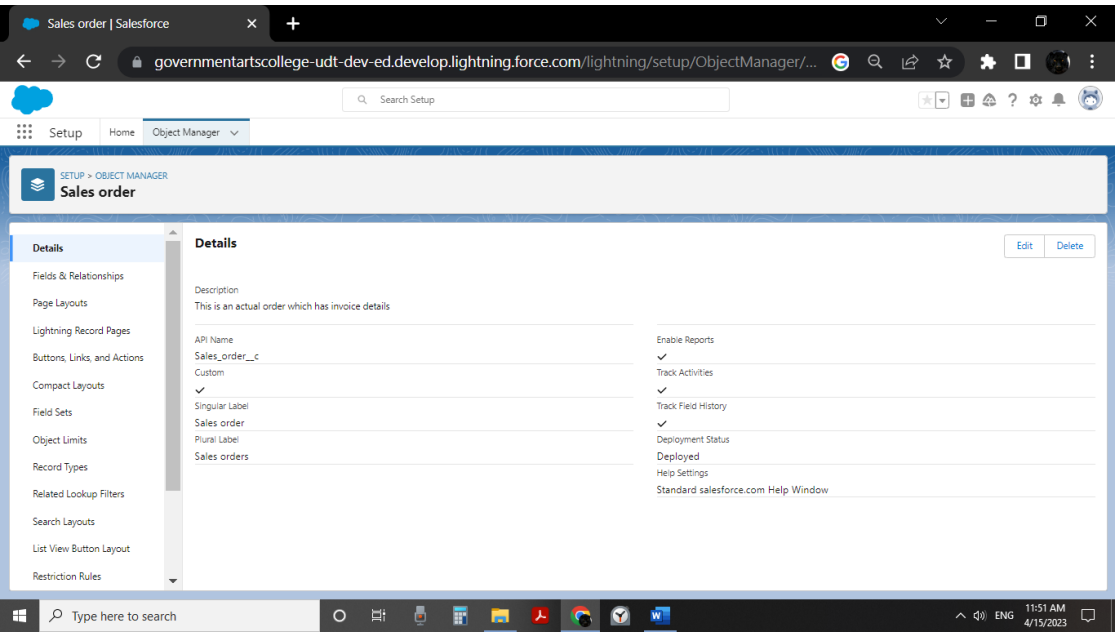 Sales order | Salesforce
governmentartscollege-udt-dev-ed.develop.lightning.force.com/lightning/setup/ObjectManager/...
Search Setup
Setup Home Object Manager
SETUP > OBJECT MANAGER
Sales order
Details
Fields & Relationships
Page Layouts
Lightning Record Pages
Buttons, Links, and Actions
Compact Layouts
Field Sets
Object Limits
Record Types
Related Lookup Filters
Search Layouts
List View Button Layout
Restriction Rules
Details
Edit Delete
Description
This is an actual order which has invoice details
API Name
Sales_order__c
Custom
Singular Label
Sales order
Plural Label
Sales orders
Enable Reports
Track Activities
Track Field History
Deployment Status
Deployed
Help Settings
Standard salesforce.com Help Window
Type here to search
ENG
11:51 AM
4/15/2023